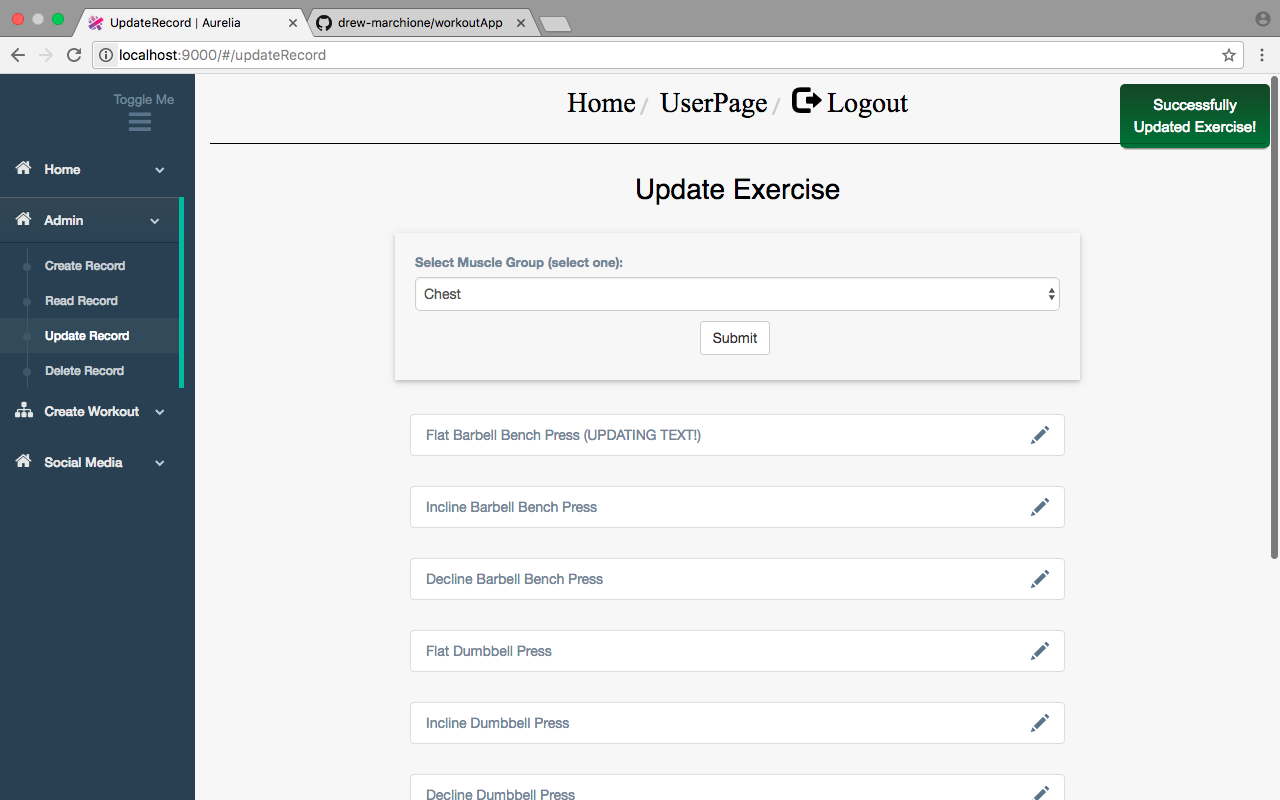 UpdateRecord | Aurelia
drew-marchione/workoutApp
localhost:9000/#/updateRecord
Toggle Me
Home
Admin
Create Record
Read Record
Update Record
Delete Record
Create Workout
Social Media
Home / UserPage / Logout
Successfully
Updated Exercise!
Update Exercise
Select Muscle Group (select one):
Chest
Submit
Flat Barbell Bench Press (UPDATING TEXT!)
Incline Barbell Bench Press
Decline Barbell Bench Press
Flat Dumbbell Press
Incline Dumbbell Press
Decline Dumbbell Press